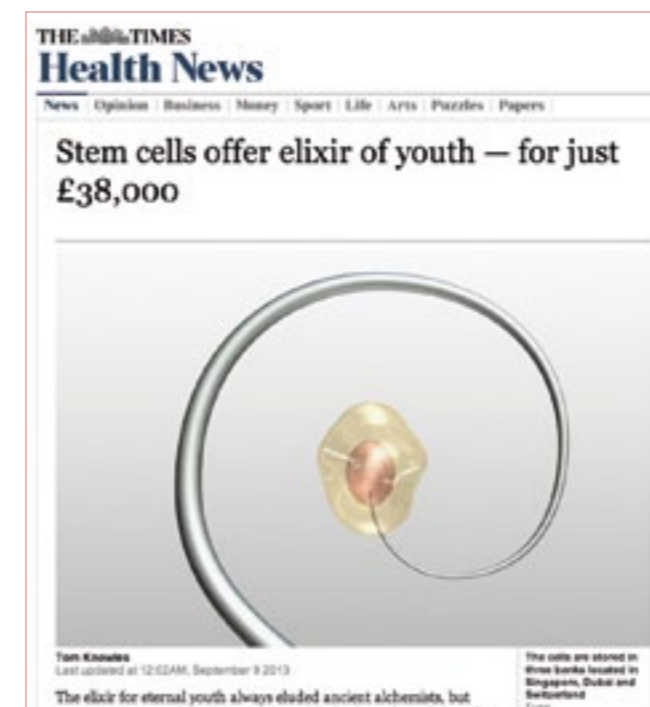 THE TIMES
Health News
News Opinion Business Money Sport Life Arts Puzzles Papers
Stem cells offer elixir of youth — for just
£38,000
Tom Knowles
Last updated at 12:02AM, September 9 2013
The elixir for eternal youth always eluded ancient alchemists, but
The cells are stored in
three banks located in
Singapore, Dubai and
Switzerland